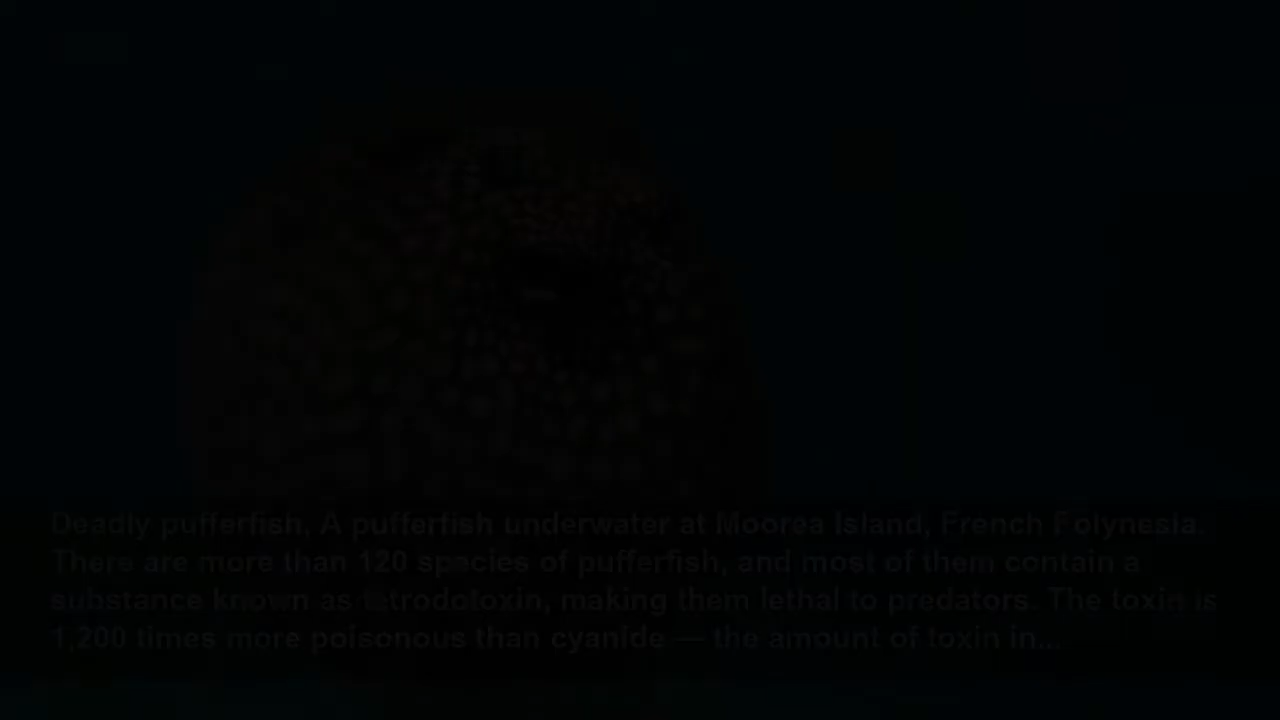 Deadly pufferfish, A pufferfish underwater at Moorea Island, French Polynesia.
There are more than 120 species of pufferfish, and most of them contain a
substance known as tetrodotoxin, making them lethal to predators. The toxin is
1,200 times more poisonous than cyanide — the amount of toxin in...